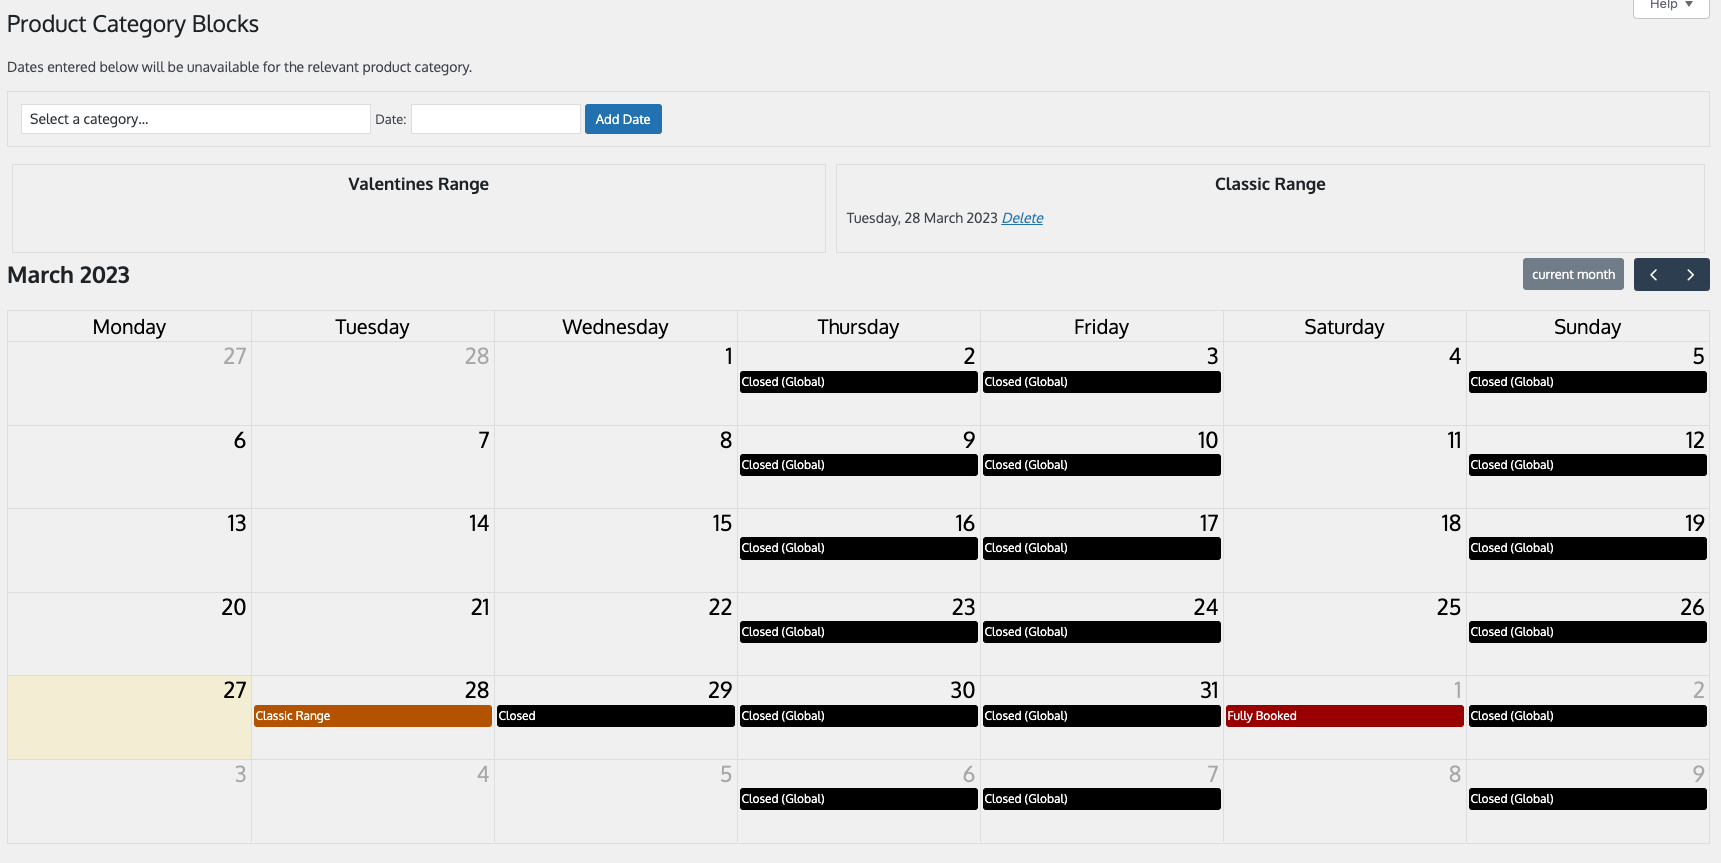 Help
Product Category Blocks
Dates entered below will be unavailable for the relevant product category.
Select a category... Date: Add Date
Valentines Range
Classic Range
Tuesday, 28 March 2023 Delete
March 2023
current month
Monday Tuesday Wednesday Thursday Friday Saturday Sunday
27 28 1 2 3 4 5
Closed (Global) Closed (Global) Closed (Global)
6 7 8 9 10 11 12
Closed (Global) Closed (Global) Closed (Global)
13 14 15 16 17 18 19
Closed (Global) Closed (Global) Closed (Global)
20 21 22 23 24 25 26
Closed (Global) Closed (Global) Closed (Global)
27 28 29 30 31 1 2
Classic Range Closed Closed (Global) Closed (Global) Fully Booked Closed (Global)
3 4 5 6 7 8 9
Closed (Global) Closed (Global) Closed (Global)